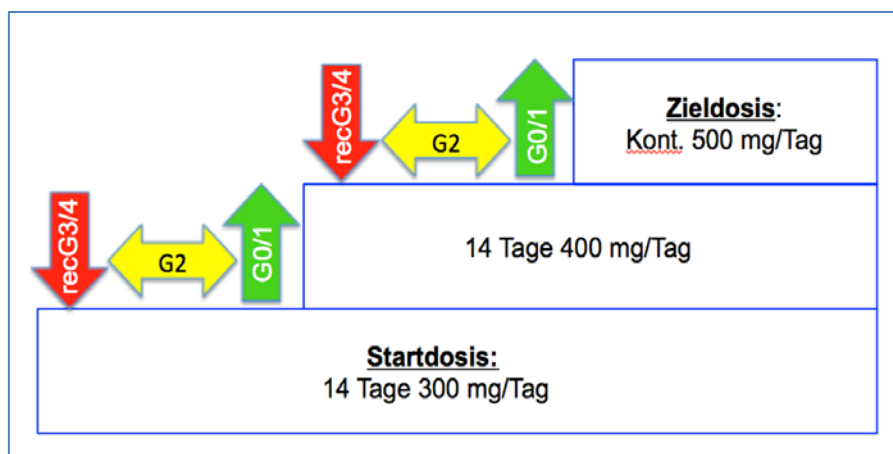 recG3/4
G2
G0/1
Zieldosis:
Kont. 500 mg/Tag
recG3/4
G2
G0/1
14 Tage 400 mg/Tag
Startdosis:
14 Tage 300 mg/Tag